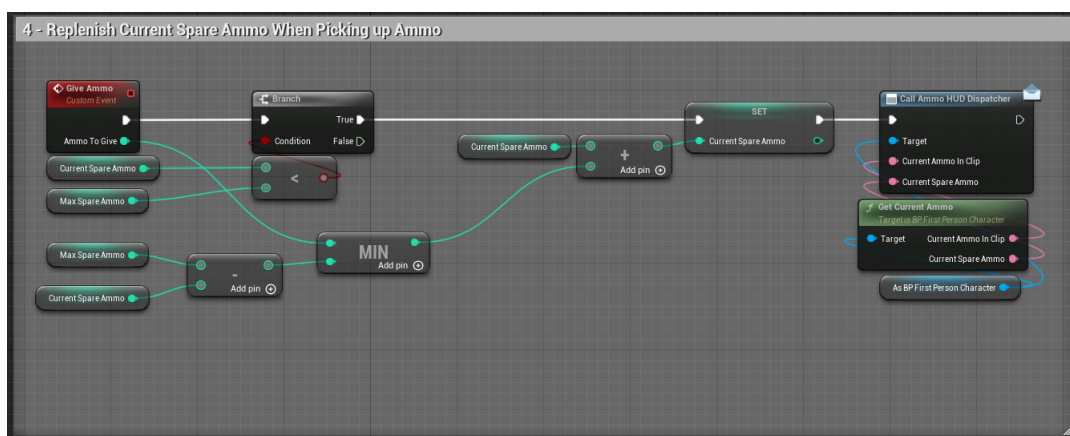 4 - Replenish Current Spare Ammo When Picking up Ammo
Give Ammo
Custom Event
Ammo To Give
Branch
True
Condition
False
Current Spare Ammo
Max Spare Ammo
<
Max Spare Ammo
Current Spare Ammo
-
Add pin
MIN
Add pin
Current Spare Ammo
+
Add pin
SET
Current Spare Ammo
Call Ammo HUD Dispatcher
Target
Current Ammo In Clip
Current Spare Ammo
f Get Current Ammo
Target is BP First Person Character
Target Current Ammo In Clip
Current Spare Ammo
As BP First Person Character